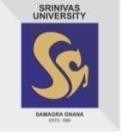 SRINIVAS
UNIVERSITY
SAMAGRA GNANA
ESTD. 1988